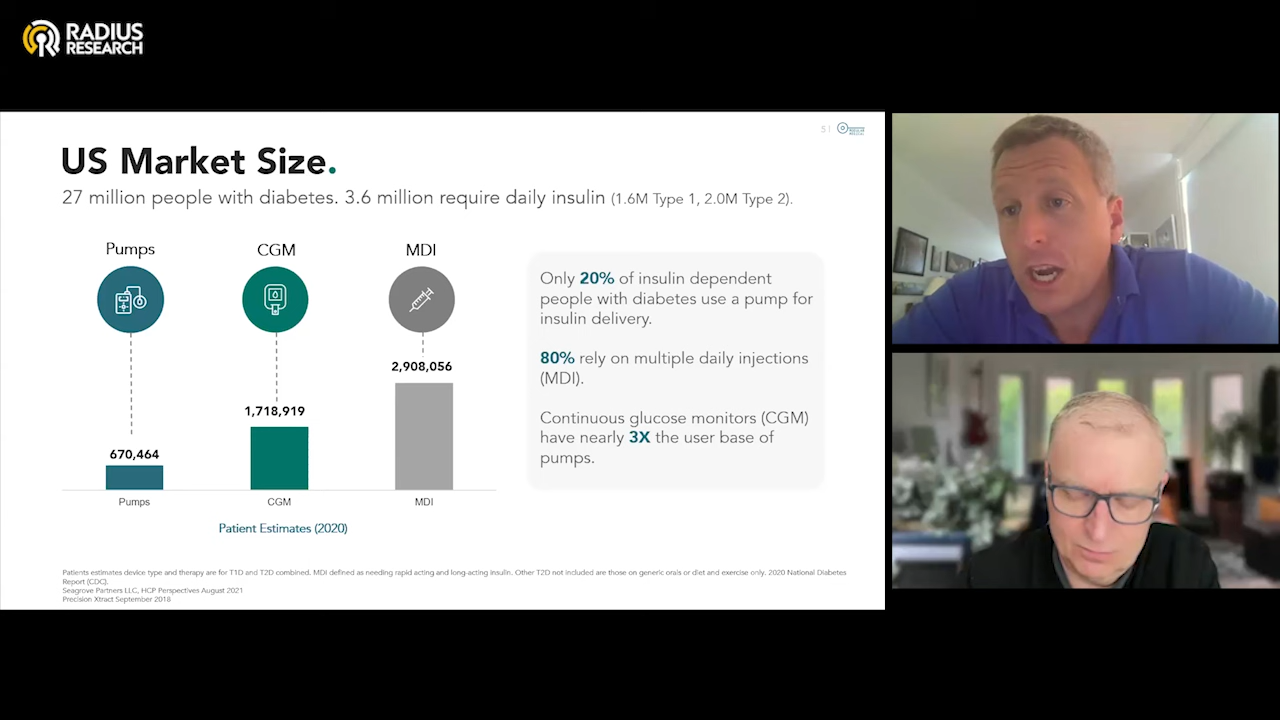 RADIUS
RESEARCH
51
US Market Size.
27 million people with diabetes. 3.6 million require daily insulin (1.6M Type 1, 2.0M Type 2).
Pumps
CGM
MDI
2,908,056
1,718,919
670,464
Pumps
CGM
MDI
Patient Estimates (2020)
Only 20% of insulin dependent
people with diabetes use a pump for
insulin delivery.
80% rely on multiple daily injections
(MDI).
Continuous glucose monitors (CGM)
have nearly 3X the user base of
pumps.
Patients estimates device type and therapy are for T1D and T2D combined. MDI defined as needing rapid acting and long-acting insulin. Other T2D not included are those on generic orals or diet and exercise only. 2020 National Diabetes
Report (CDC).
Seagrove Partners LLC, HCP Perspectives August 2021
Precision Xtract September 2018